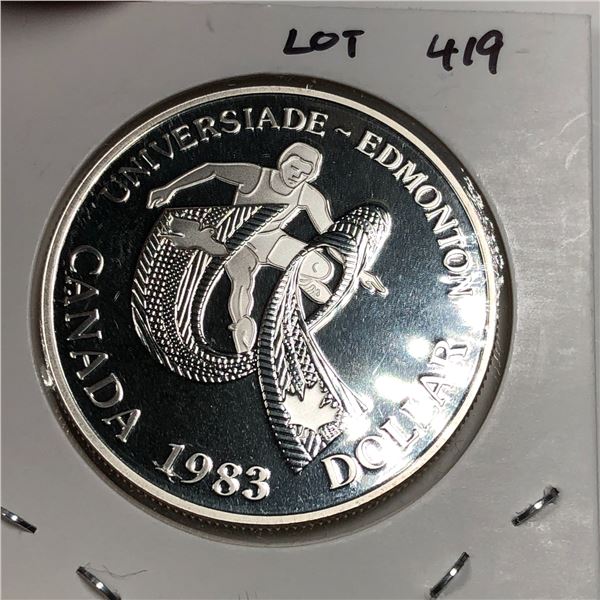 LOT 419
UNIVERSIADE ~ EDMONTON
CANADA 1983 DOLLAR